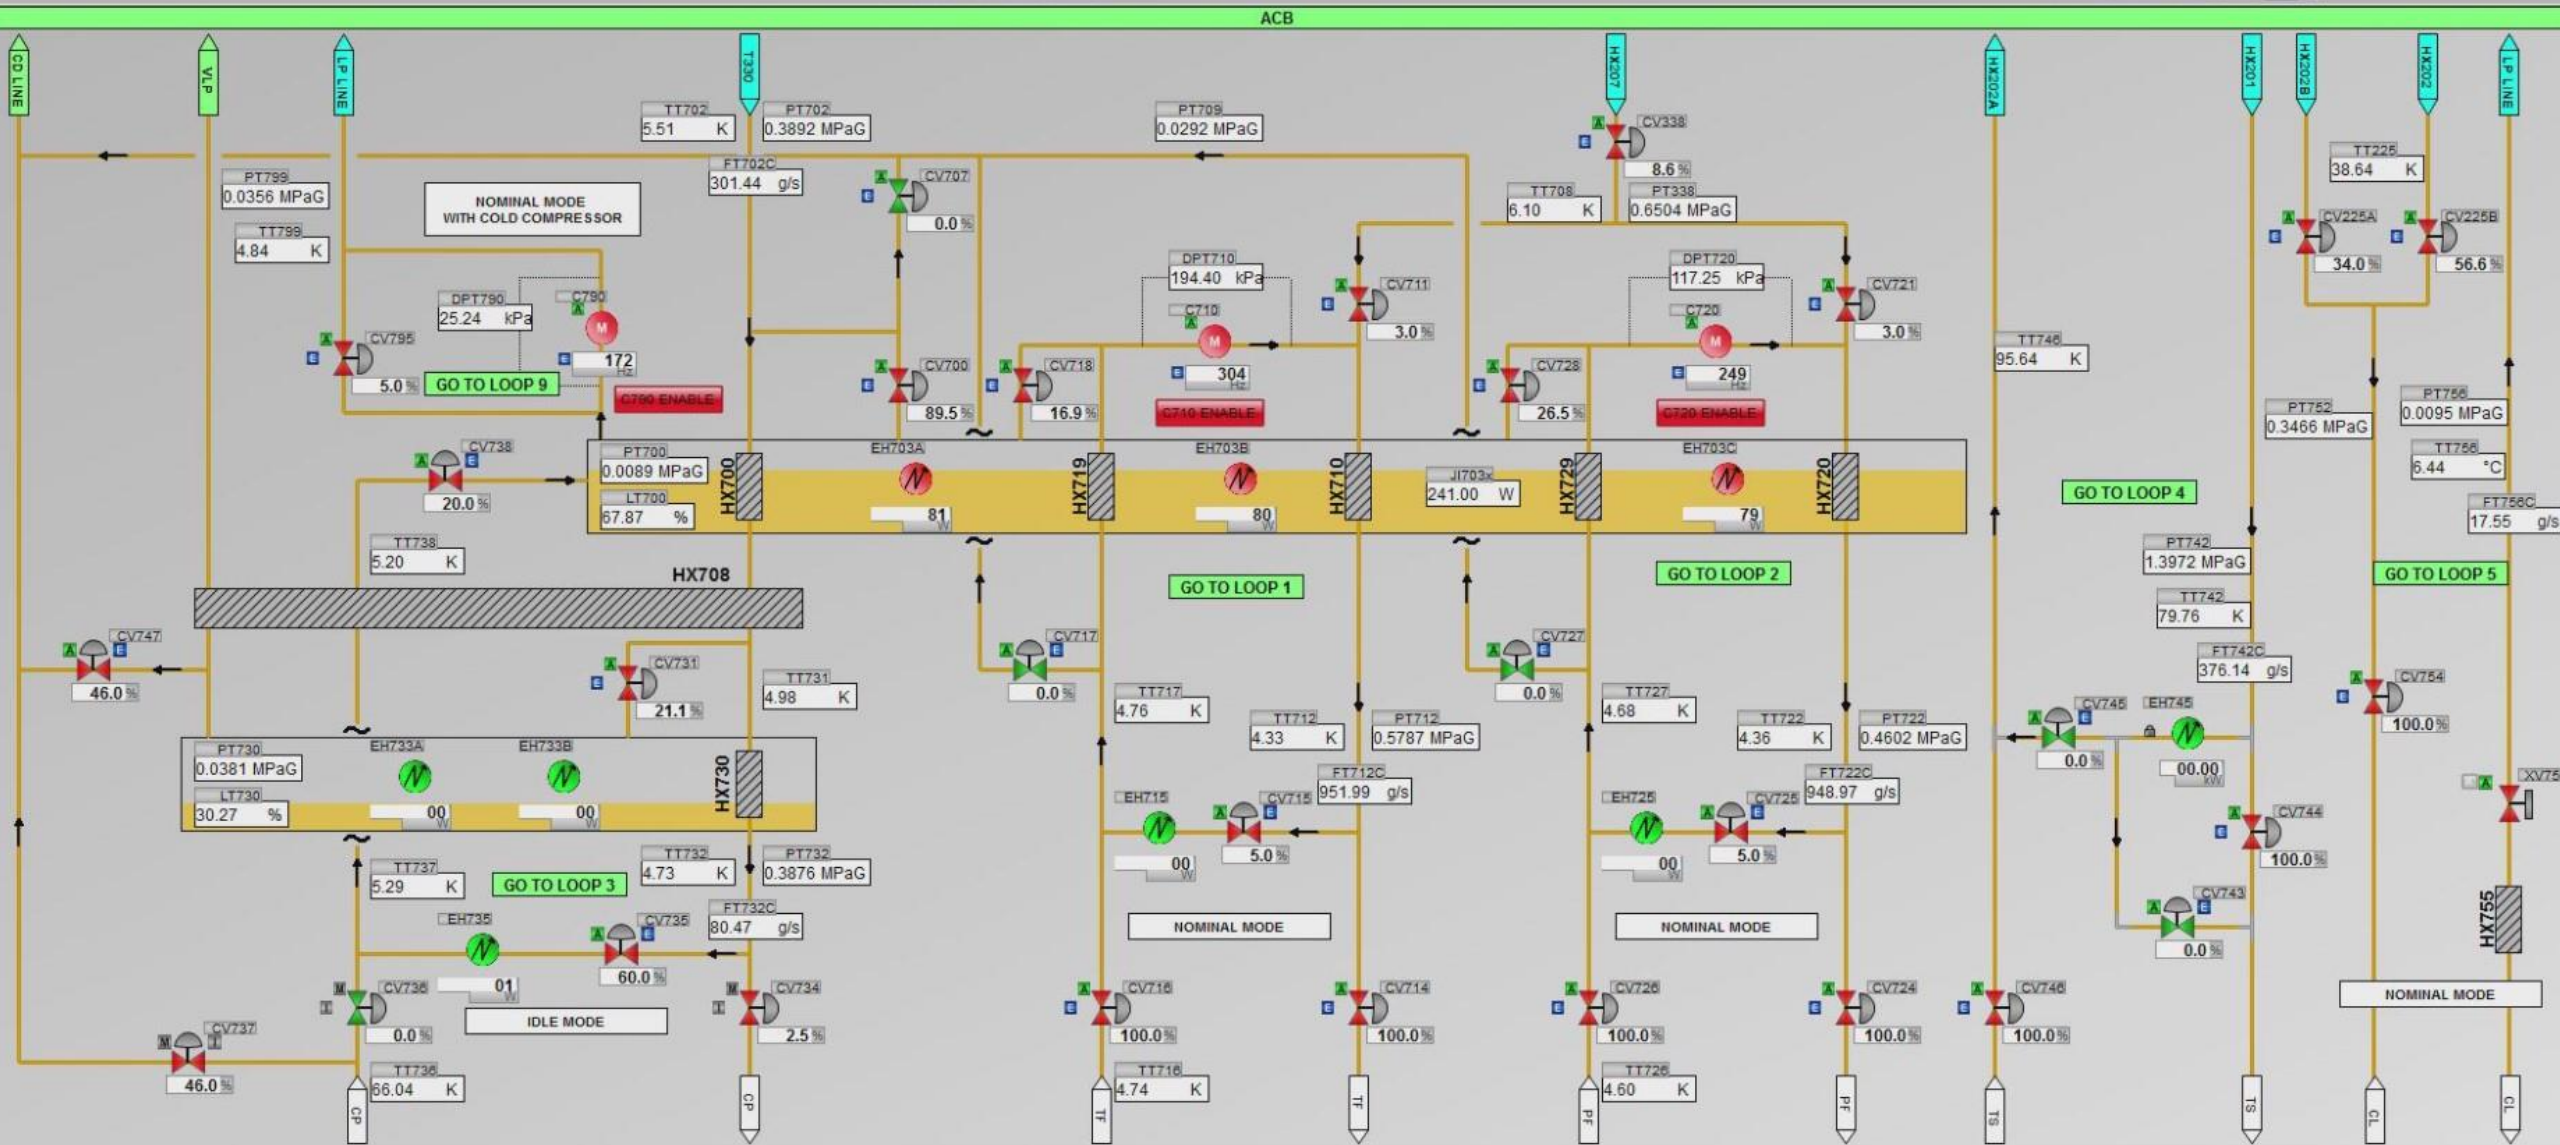 ACB
CD LINE
VLP
LP LINE
T330
HX207
HX202A
HX201
HX202B
HX202
LP LINE
TT702
5.51 K
PT702
0.3892 MPaG
PT709
0.0292 MPaG
CV338
8.6 %
TT225
38.64 K
PT799
0.0356 MPaG
NOMINAL MODE
WITH COLD COMPRESSOR
FT702C
301.44 g/s
CV707
0.0 %
TT708
6.10 K
PT338
0.6504 MPaG
CV225A
34.0 %
CV225B
56.6 %
TT799
4.84 K
DPT710
194.40 kPa
DPT720
117.25 kPa
CV711
3.0 %
CV721
3.0 %
DPT790
25.24 kPa
C790
M
172
Hz
C710
M
304
Hz
C720
M
249
Hz
CV795
5.0 %
GO TO LOOP 9
C790 ENABLE
CV700
89.5 %
CV718
16.9 %
C710 ENABLE
CV728
26.5 %
C720 ENABLE
TT746
95.64 K
PT752
0.3466 MPaG
PT756
0.0095 MPaG
CV738
20.0 %
PT700
0.0089 MPaG
LT700
67.87 %
HX700
EH703A
81 W
HX719
EH703B
80 W
HX710
JI703x
241.00 W
HX729
EH703C
79 W
HX720
TT756
6.44 °C
GO TO LOOP 4
FT756C
17.55 g/s
TT738
5.20 K
HX708
GO TO LOOP 1
GO TO LOOP 2
PT742
1.3972 MPaG
GO TO LOOP 5
TT742
79.76 K
CV747
46.0 %
CV731
21.1 %
TT731
4.98 K
CV717
0.0 %
CV727
0.0 %
FT742C
376.14 g/s
TT717
4.76 K
TT712
4.33 K
PT712
0.5787 MPaG
TT727
4.68 K
TT722
4.36 K
PT722
0.4602 MPaG
CV754
100.0 %
CV745
0.0 %
EH745
00.00
kW
PT730
0.0381 MPaG
LT730
30.27 %
EH733A
00 W
EH733B
00 W
HX730
FT712C
951.99 g/s
FT722C
948.97 g/s
XV75
EH715
00 W
CV715
5.0 %
EH725
00 W
CV725
5.0 %
CV744
100.0 %
TT737
5.29 K
GO TO LOOP 3
TT732
4.73 K
PT732
0.3876 MPaG
FT732C
80.47 g/s
CV743
0.0 %
HX755
EH735
01 W
CV735
60.0 %
NOMINAL MODE
NOMINAL MODE
NOMINAL MODE
CV736
0.0 %
IDLE MODE
CV734
2.5 %
CV716
100.0 %
CV714
100.0 %
CV726
100.0 %
CV724
100.0 %
CV746
100.0 %
CV737
46.0 %
TT736
66.04 K
TT716
4.74 K
TT726
4.60 K
CP
CP
TF
TF
PF
PF
TS
TS
CL
CL